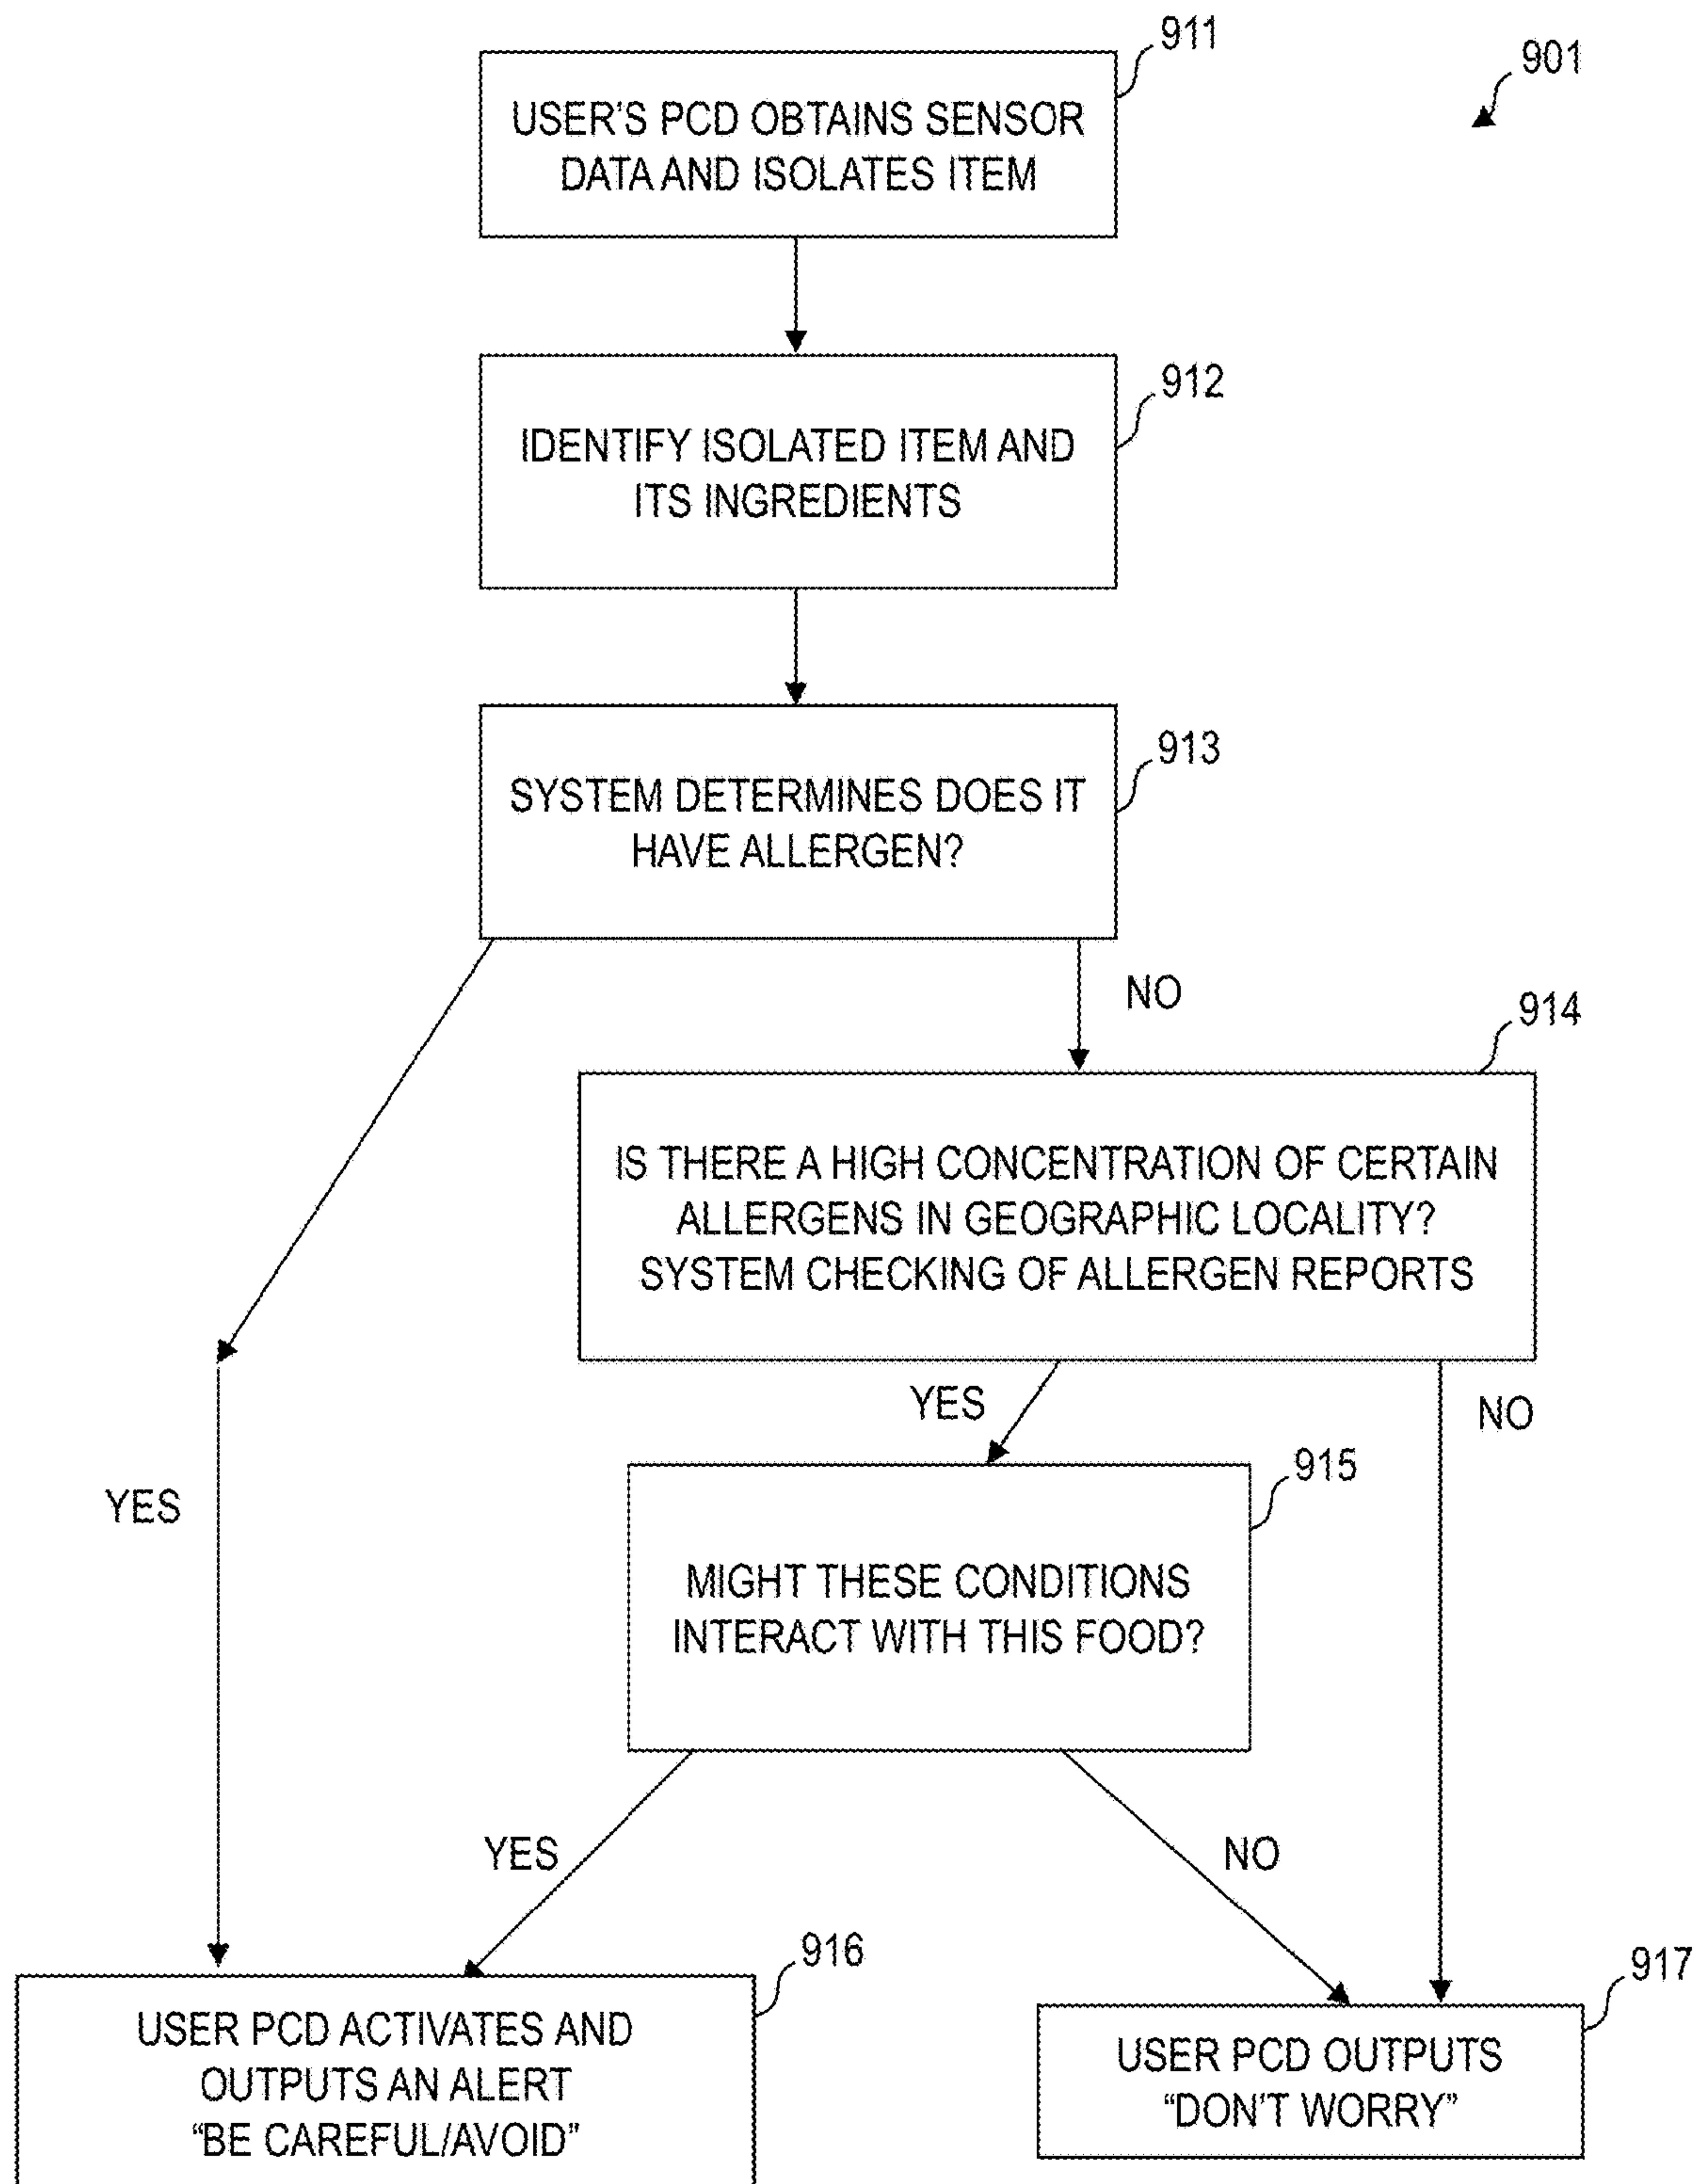 911
901
USER'S PCD OBTAINS SENSOR
DATA AND ISOLATES ITEM
912
IDENTIFY ISOLATED ITEM AND
ITS INGREDIENTS
913
SYSTEM DETERMINES DOES IT
HAVE ALLERGEN?
NO
914
IS THERE A HIGH CONCENTRATION OF CERTAIN
ALLERGENS IN GEOGRAPHIC LOCALITY?
SYSTEM CHECKING OF ALLERGEN REPORTS
YES
NO
915
YES
MIGHT THESE CONDITIONS
INTERACT WITH THIS FOOD?
YES
NO
916
917
USER PCD ACTIVATES AND
OUTPUTS AN ALERT
“BE CAREFUL/AVOID”
USER PCD OUTPUTS
“DON'T WORRY”